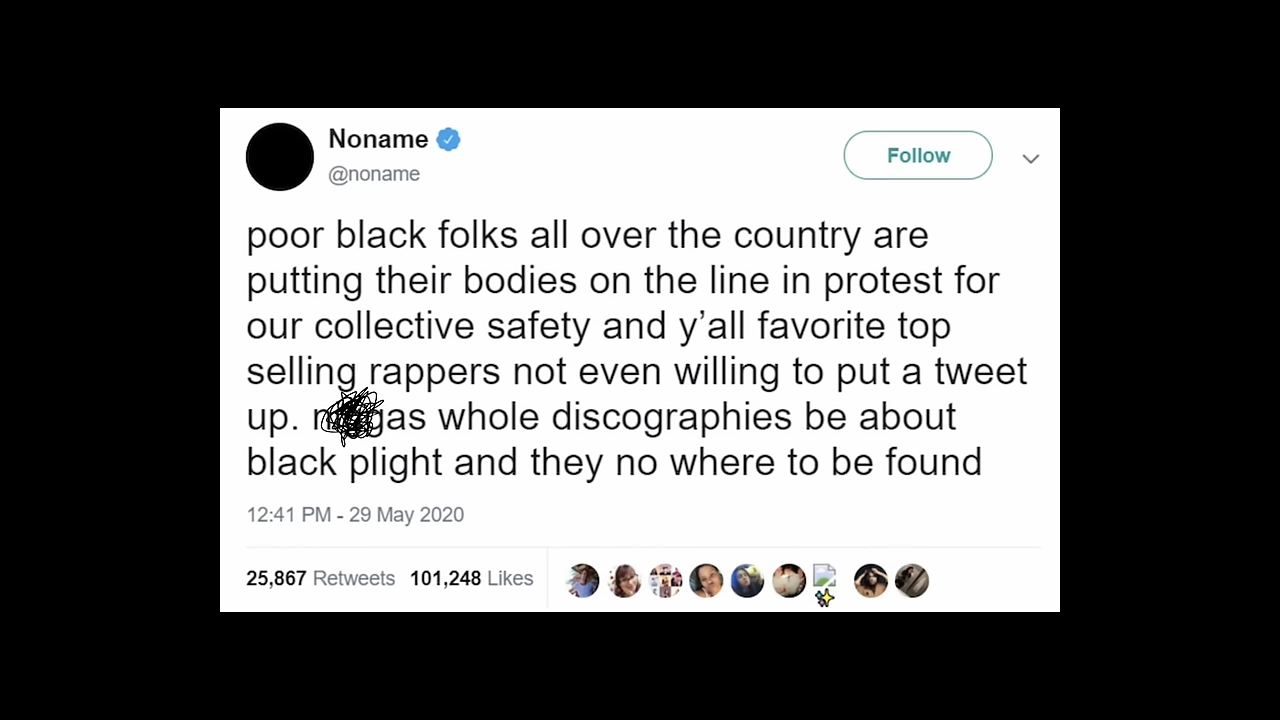 Noname
@noname
Follow
poor black folks all over the country are
putting their bodies on the line in protest for
our collective safety and y’all favorite top
selling rappers not even willing to put a tweet
up. whole discographies be about
black plight and they no where to be found
12:41 PM - 29 May 2020
25,867 Retweets 101,248 Likes